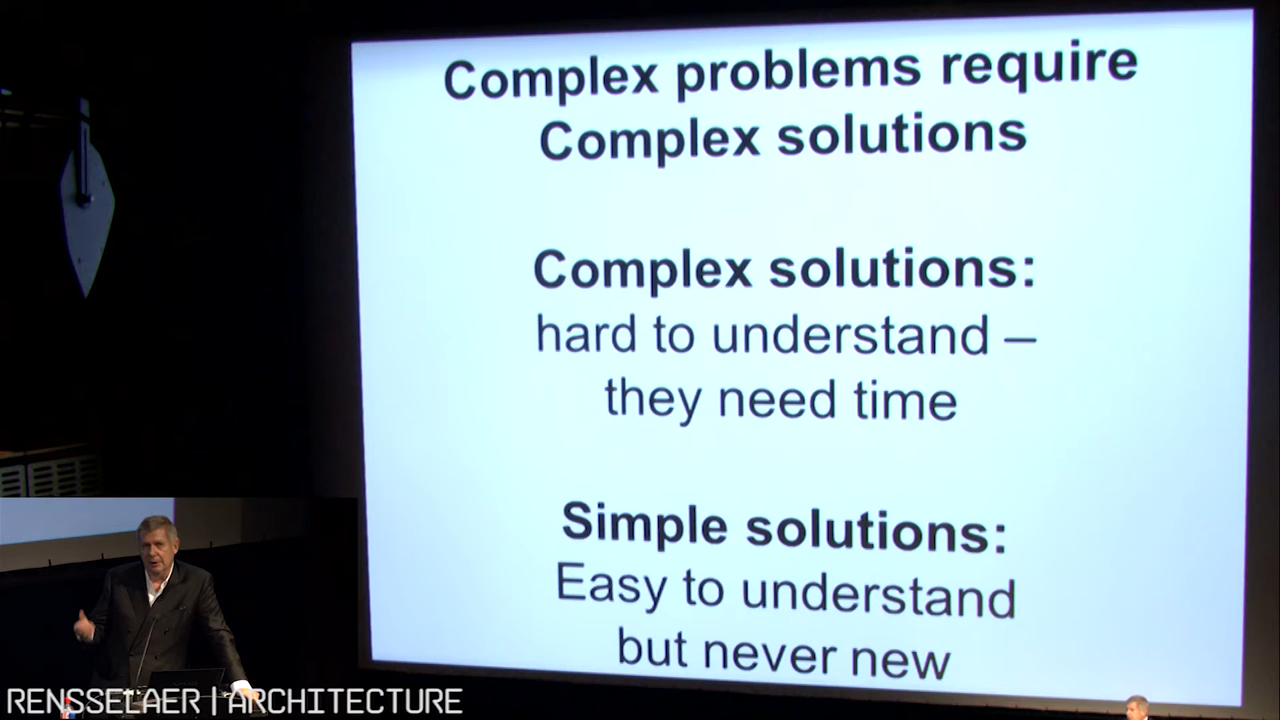 Complex problems require
Complex solutions
Complex solutions:
hard to understand –
they need time
Simple solutions:
Easy to understand
but never new
RENSSELAER | ARCHITECTURE